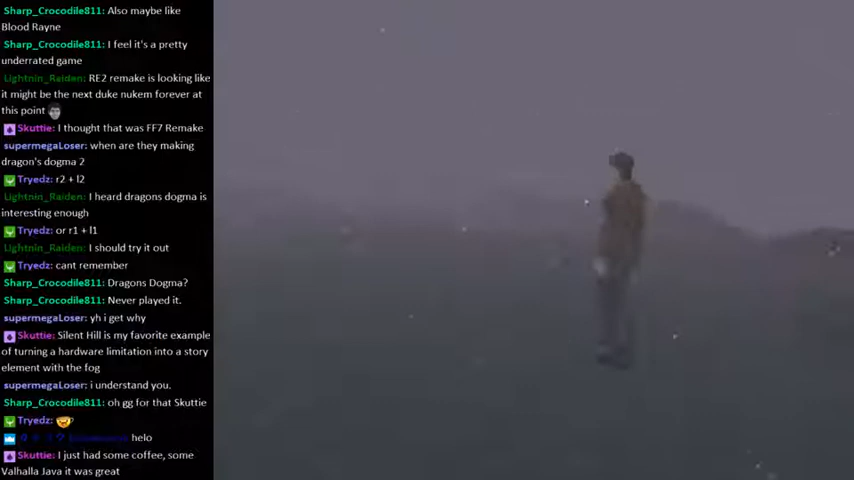 Sharp_Crocodile811: Also maybe like
Blood Rayne
Sharp_Crocodile811: I feel it's a pretty
underrated game
Lightnin_Raiden: RE2 remake is looking like
it might be the next duke nukem forever at
this point
Skuttie: I thought that was FF7 Remake
supermegaLoser: when are they making
dragon's dogma 2
Tryedz: r2 + l2
Lightnin_Raiden: I heard dragons dogma is
interesting enough
Tryedz: or r1 + l1
Lightnin_Raiden: I should try it out
Tryedz: cant remember
Sharp_Crocodile811: Dragons Dogma?
Sharp_Crocodile811: Never played it.
supermegaLoser: yh i get why
Skuttie: Silent Hill is my favorite example
of turning a hardware limitation into a story
element with the fog
supermegaLoser: i understand you.
Sharp_Crocodile811: oh gg for that Skuttie
Tryedz:
helo
Skuttie: I just had some coffee, some
Valhalla Java it was great